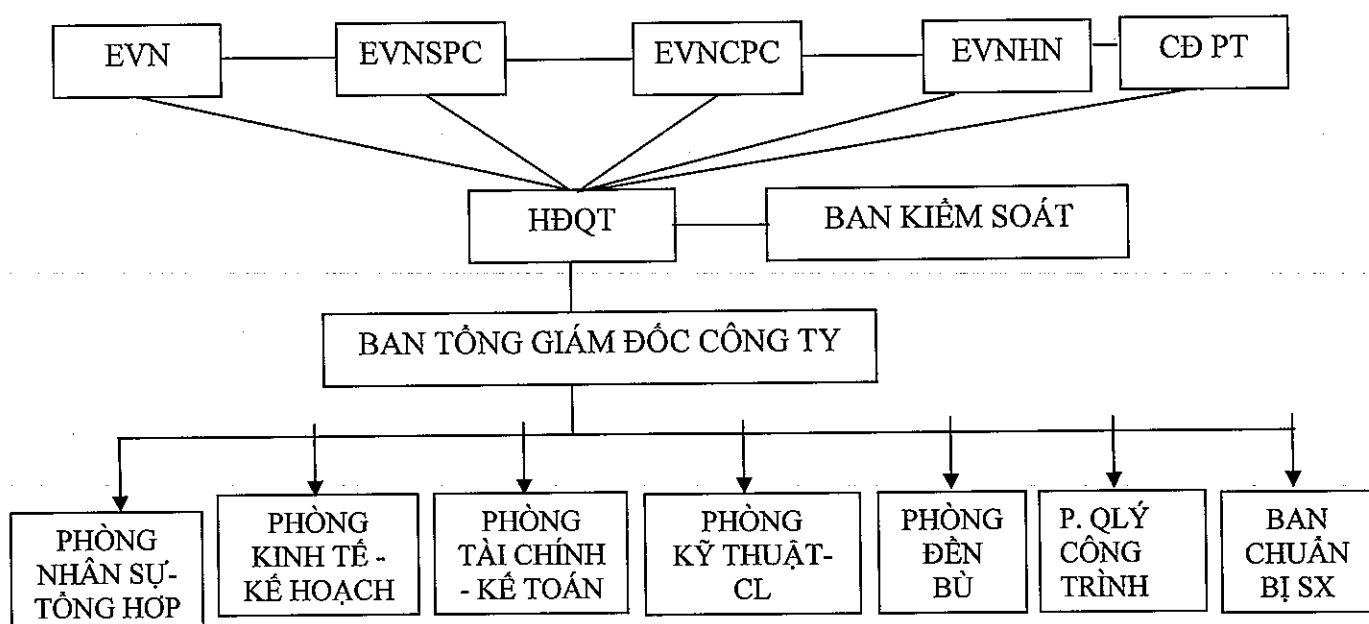 EVN
EVNSPC
EVNCPC
EVNHN
CĐ PT
HĐQT
BAN KIỂM SOÁT
BAN TỔNG GIÁM ĐỐC CÔNG TY
PHÒNG
NHÂN SỰ-
TỔNG HỢP
PHÒNG
KINH TẾ -
KẾ HOẠCH
PHÒNG
TÀI CHÍNH
- KẾ TOÁN
PHÒNG
KỸ THUẬT-
CL
PHÒNG
ĐỀN
BÙ
P. QLÝ
CÔNG
TRÌNH
BAN
CHUẨN
BỊ SX